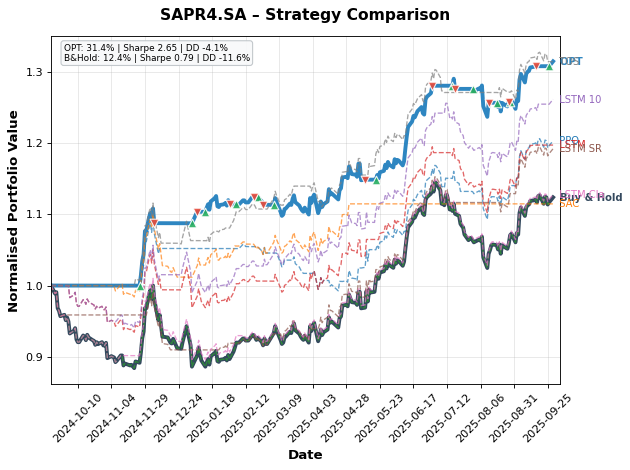 SAPR4.SA – Strategy Comparison
OPT: 31.4% | Sharpe 2.65 | DD -4.1%
B&Hold: 12.4% | Sharpe 0.79 | DD -11.6%
Normalised Portfolio Value
1.3
1.2
1.1
1.0
0.9
OPT
LSTM 10
PPO
LSTM SR
Buy & Hold
SAC
2024-10-10
2024-11-04
2024-11-29
2024-12-24
2025-01-18
2025-02-12
2025-03-09
2025-04-03
2025-04-28
2025-05-23
2025-06-17
2025-07-12
2025-08-06
2025-08-31
2025-09-25
Date